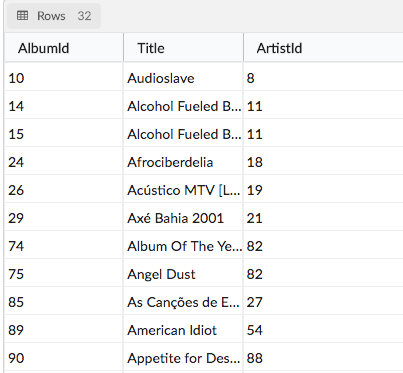 Rows 32
AlbumId Title ArtistId
10 Audioslave 8
14 Alcohol Fueled B... 11
15 Alcohol Fueled B... 11
24 Afrociberdelia 18
26 Acústico MTV [L... 19
29 Axé Bahia 2001 21
74 Album Of The Ye... 82
75 Angel Dust 82
85 As Canções de E... 27
89 American Idiot 54
90 Appetite for Des... 88